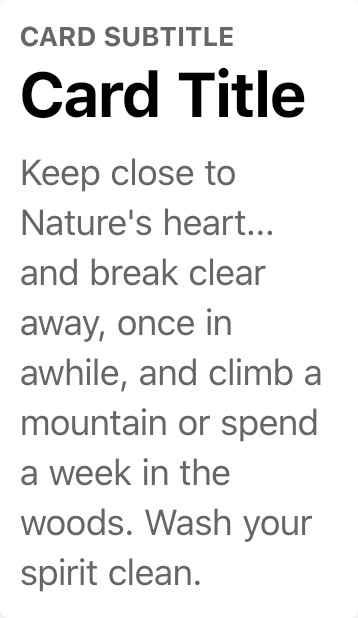 CARD SUBTITLE
Card Title
Keep close to
Nature's heart...
and break clear
away, once in
awhile, and climb a
mountain or spend
a week in the
woods. Wash your
spirit clean.